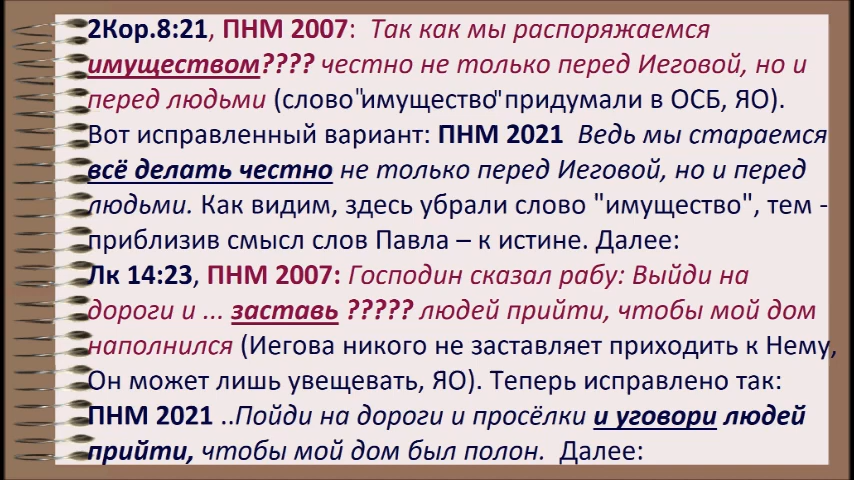 2Кор.8:21, ПНМ 2007: Так как мы распоряжаемся
имуществом???? честно не только перед Иеговой, но и
перед людьми (слово"имущество"придумали в ОСБ, ЯО).
Вот исправленный вариант: ПНМ 2021 Ведь мы стараемся
всё делать честно не только перед Иеговой, но и перед
людьми. Как видим, здесь убрали слово "имущество", тем -
приблизив смысл слов Павла – к истине. Далее:
Лк 14:23, ПНМ 2007: Господин сказал рабу: Выйди на
дороги и ... заставь ????? людей прийти, чтобы мой дом
наполнился (Иегова никого не заставляет приходить к Нему,
Он может лишь увещевать, ЯО). Теперь исправлено так:
ПНМ 2021 ..Пойди на дороги и просёлки и уговори людей
прийти, чтобы мой дом был полон. Далее: